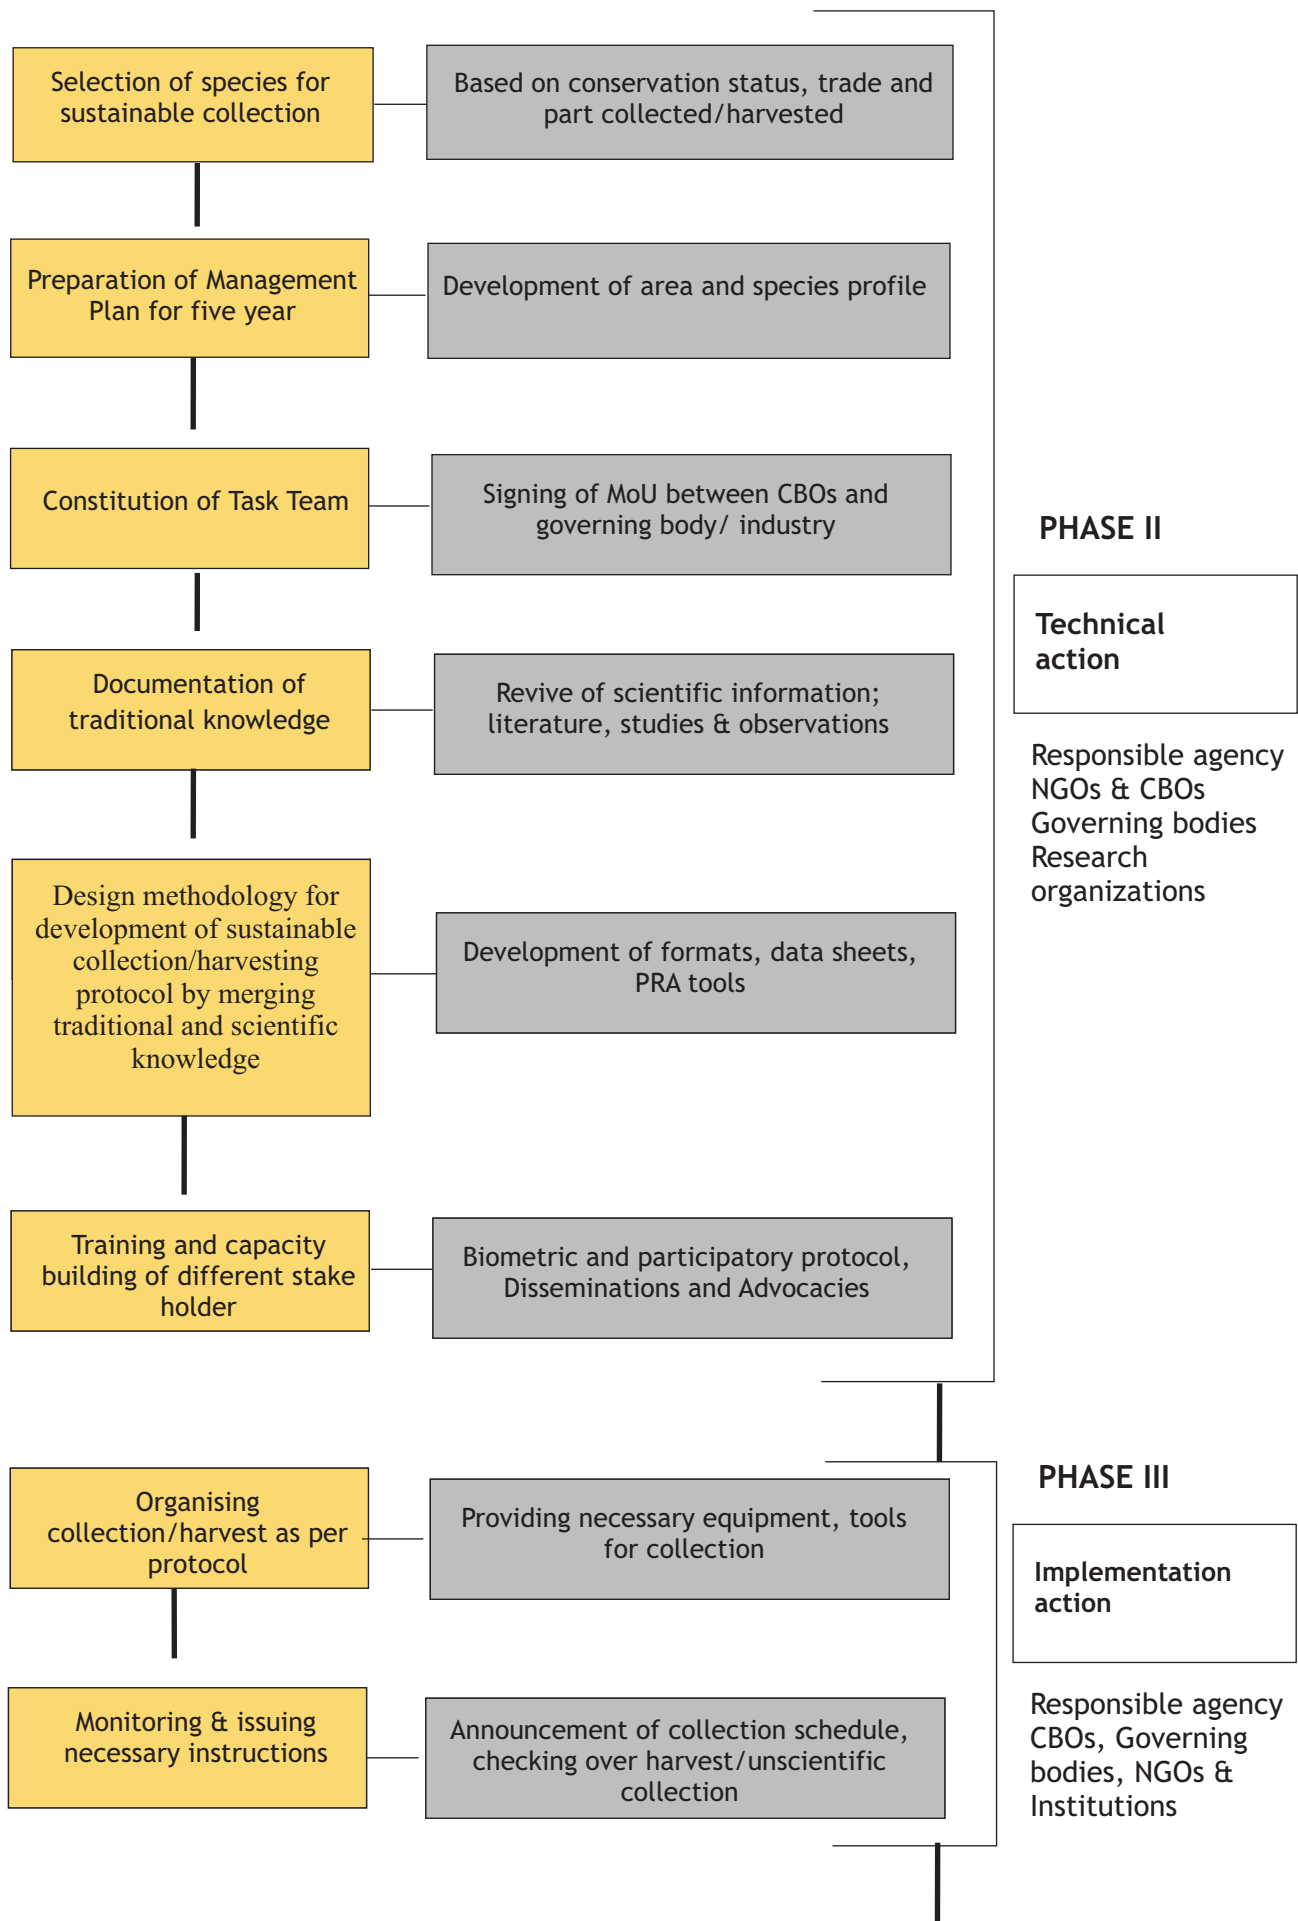 Selection of species for
sustainable collection
Based on conservation status, trade and
part collected/harvested
Preparation of Management
Plan for five year
Development of area and species profile
Constitution of Task Team
Signing of MoU between CBOs and
governing body/ industry
Documentation of
traditional knowledge
Revive of scientific information;
literature, studies & observations
Design methodology for
development of sustainable
collection/harvesting
protocol by merging
traditional and scientific
knowledge
Development of formats, data sheets,
PRA tools
Training and capacity
building of different stake
holder
Biometric and participatory protocol,
Disseminations and Advocacies
PHASE II
Technical
action
Responsible agency
NGOs & CBOs
Governing bodies
Research
organizations
Organising
collection/harvest as per
protocol
Providing necessary equipment, tools
for collection
Monitoring & issuing
necessary instructions
Announcement of collection schedule,
checking over harvest/unscientific
collection
PHASE III
Implementation
action
Responsible agency
CBOs, Governing
bodies, NGOs &
Institutions